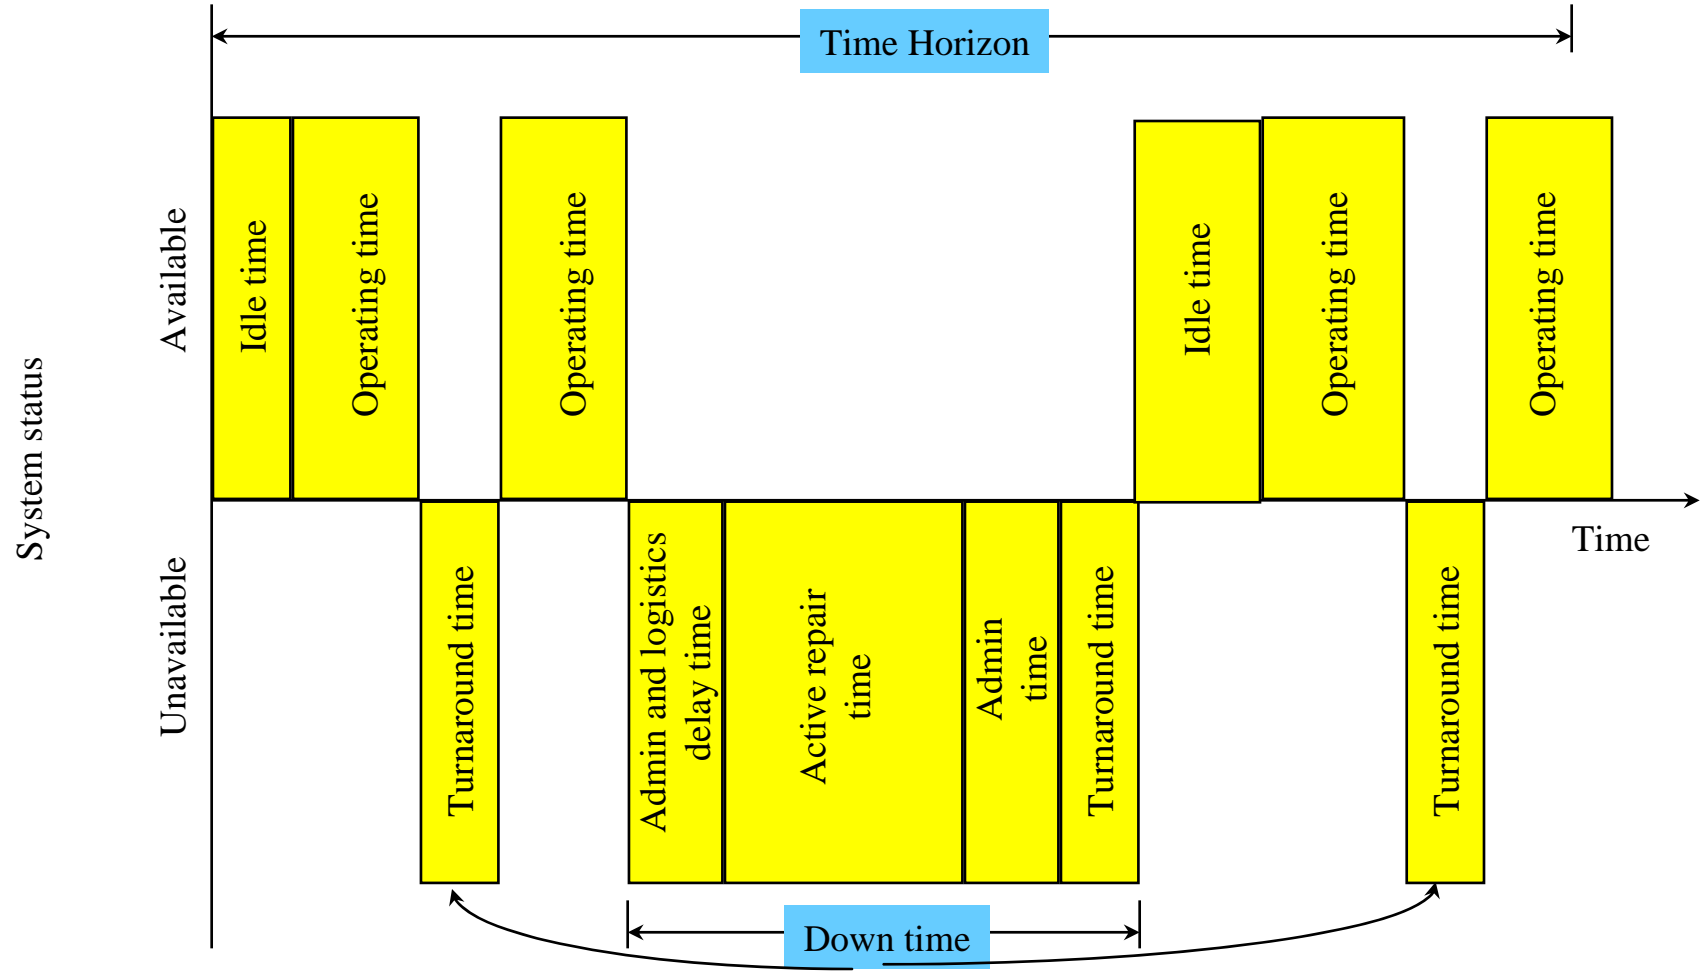 Time Horizon
System status
Available
Unavailable
Idle time
Operating time
Operating time
Idle time
Operating time
Operating time
Time
Turnaround time
Admin and logistics
delay time
Active repair
time
Admin
time
Turnaround time
Turnaround time
Down time